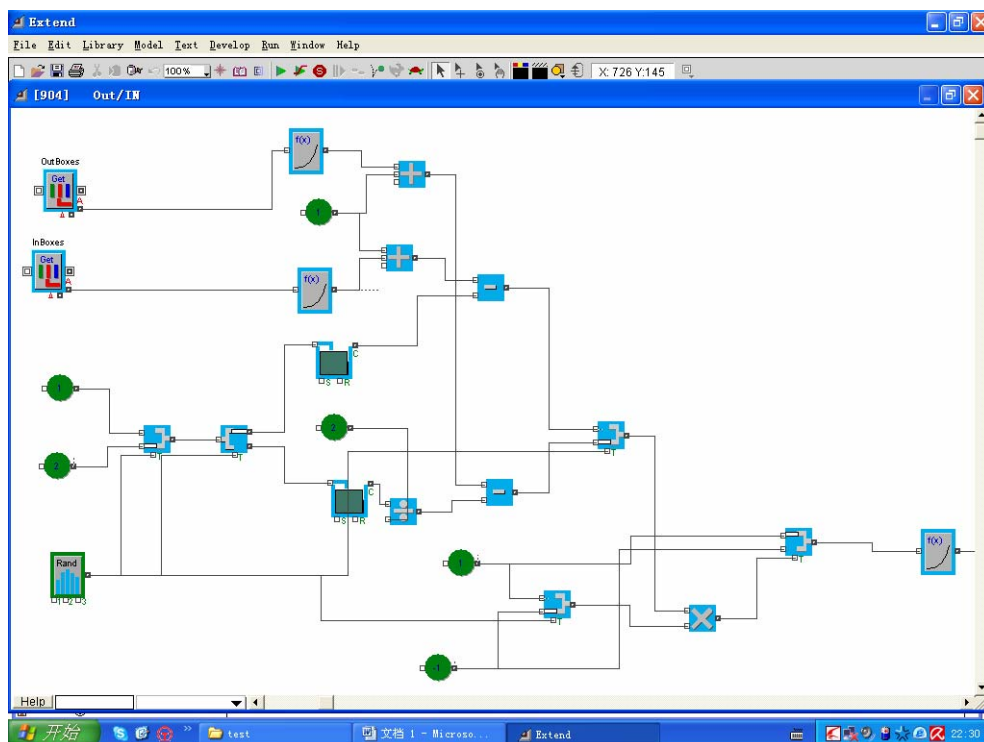 Extend
File Edit Library Model Text Develop Run Window Help
100% X: 726 Y:145
[904] Out/IN
OutBoxes
Get
A
Δ
f(x)
1
InBoxes
Get
A
Δ
f(x)
C
S R
1
2
T
T
2
C
S R
T
Rand
1 2 3
1
T
T
f(x)
-1
Help
开始 test 文档 1 - Microso... Extend 22:30